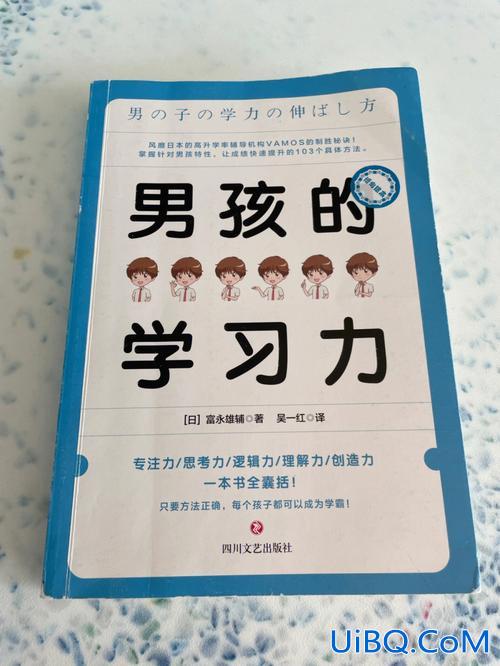 男の子の学力の伸ばし方
风靡日本的高升学率辅导机构VAMOS的制胜秘诀！
掌握针对男孩特性，让成绩快速提升的103个具体方法。
男孩的
学习力
［日］富永雄辅◎著 吴一红◎译
专注力/思考力/逻辑力/理解力/创造力
一本书全囊括！
只要方法正确，每个孩子都可以成为学霸！
四川文艺出版社
UiBQ.CoM